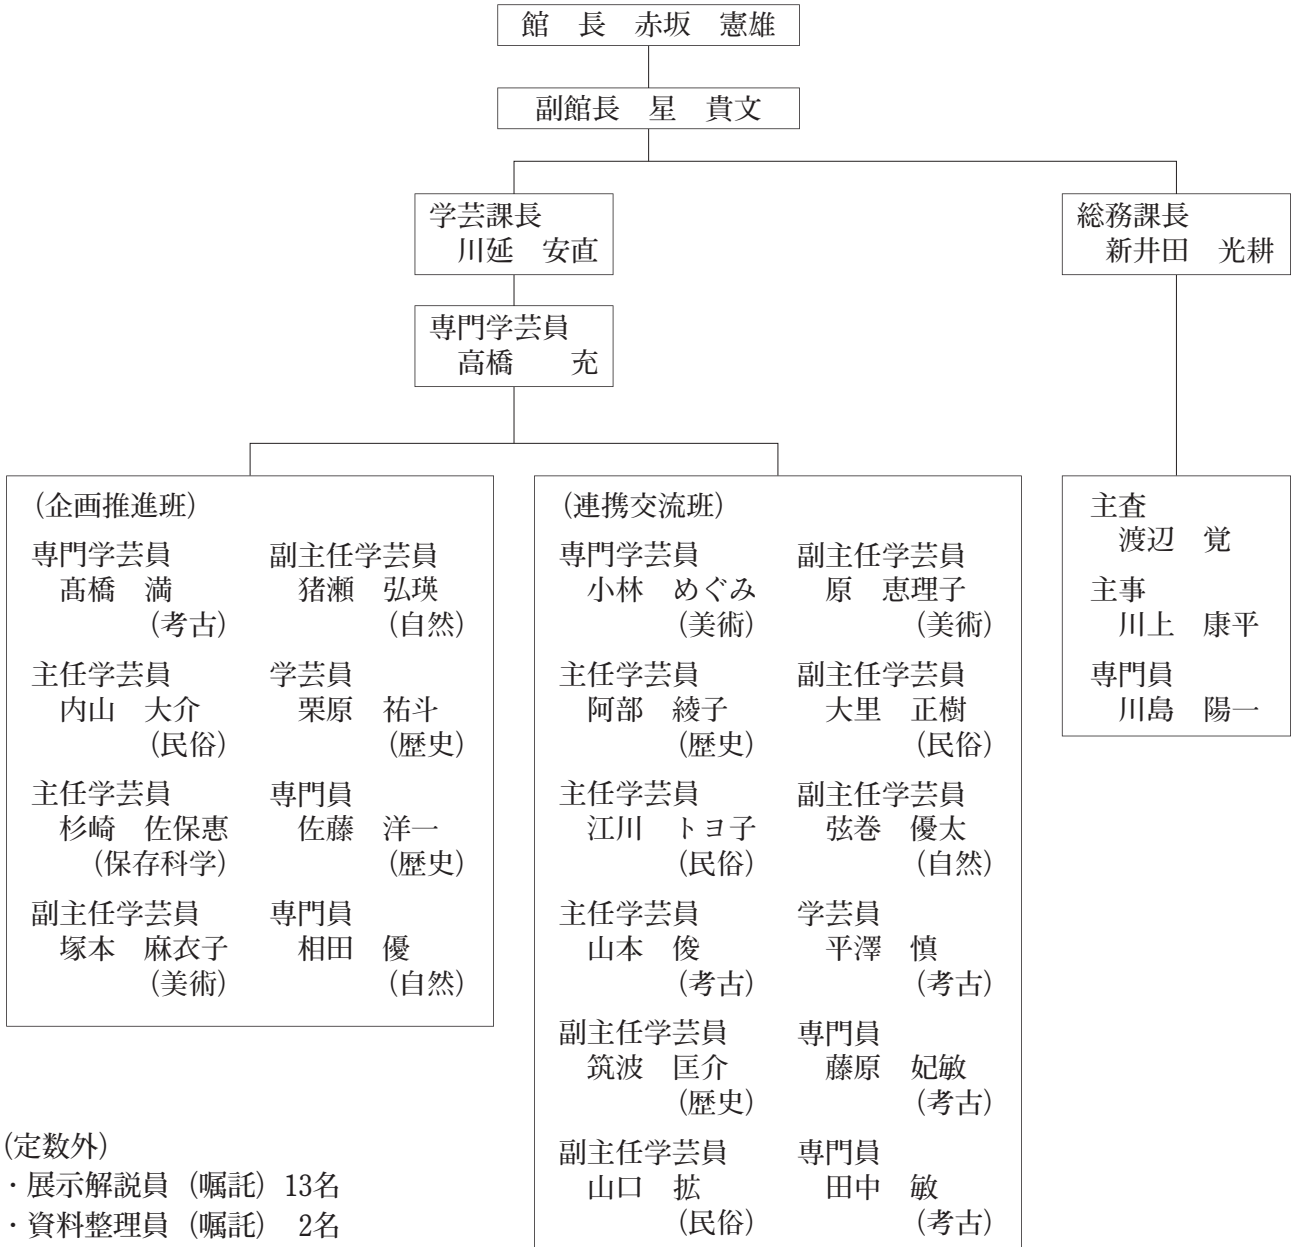 館　長　赤坂　憲雄
副館長　星　貴文
学芸課長
川延　安直
総務課長
新井田　光耕
専門学芸員
高橋　　充
(企画推進班)
専門学芸員
髙橋　満
(考古)
副主任学芸員
猪瀬　弘瑛
(自然)
主任学芸員
内山　大介
(民俗)
学芸員
栗原　祐斗
(歴史)
主任学芸員
杉崎　佐保惠
(保存科学)
専門員
佐藤　洋一
(歴史)
副主任学芸員
塚本　麻衣子
(美術)
専門員
相田　優
(自然)
(連携交流班)
専門学芸員
小林　めぐみ
(美術)
副主任学芸員
原　恵理子
(美術)
主任学芸員
阿部　綾子
(歴史)
副主任学芸員
大里　正樹
(民俗)
主任学芸員
江川　トヨ子
(民俗)
副主任学芸員
弦巻　優太
(自然)
主任学芸員
山本　俊
(考古)
学芸員
平澤　慎
(考古)
副主任学芸員
筑波　匡介
(歴史)
専門員
藤原　妃敏
(考古)
副主任学芸員
山口　拡
(民俗)
専門員
田中　敏
(考古)
主査
渡辺　覚
主事
川上　康平
専門員
川島　陽一
(定数外)
・展示解説員（嘱託）13名
・資料整理員（嘱託）　2名